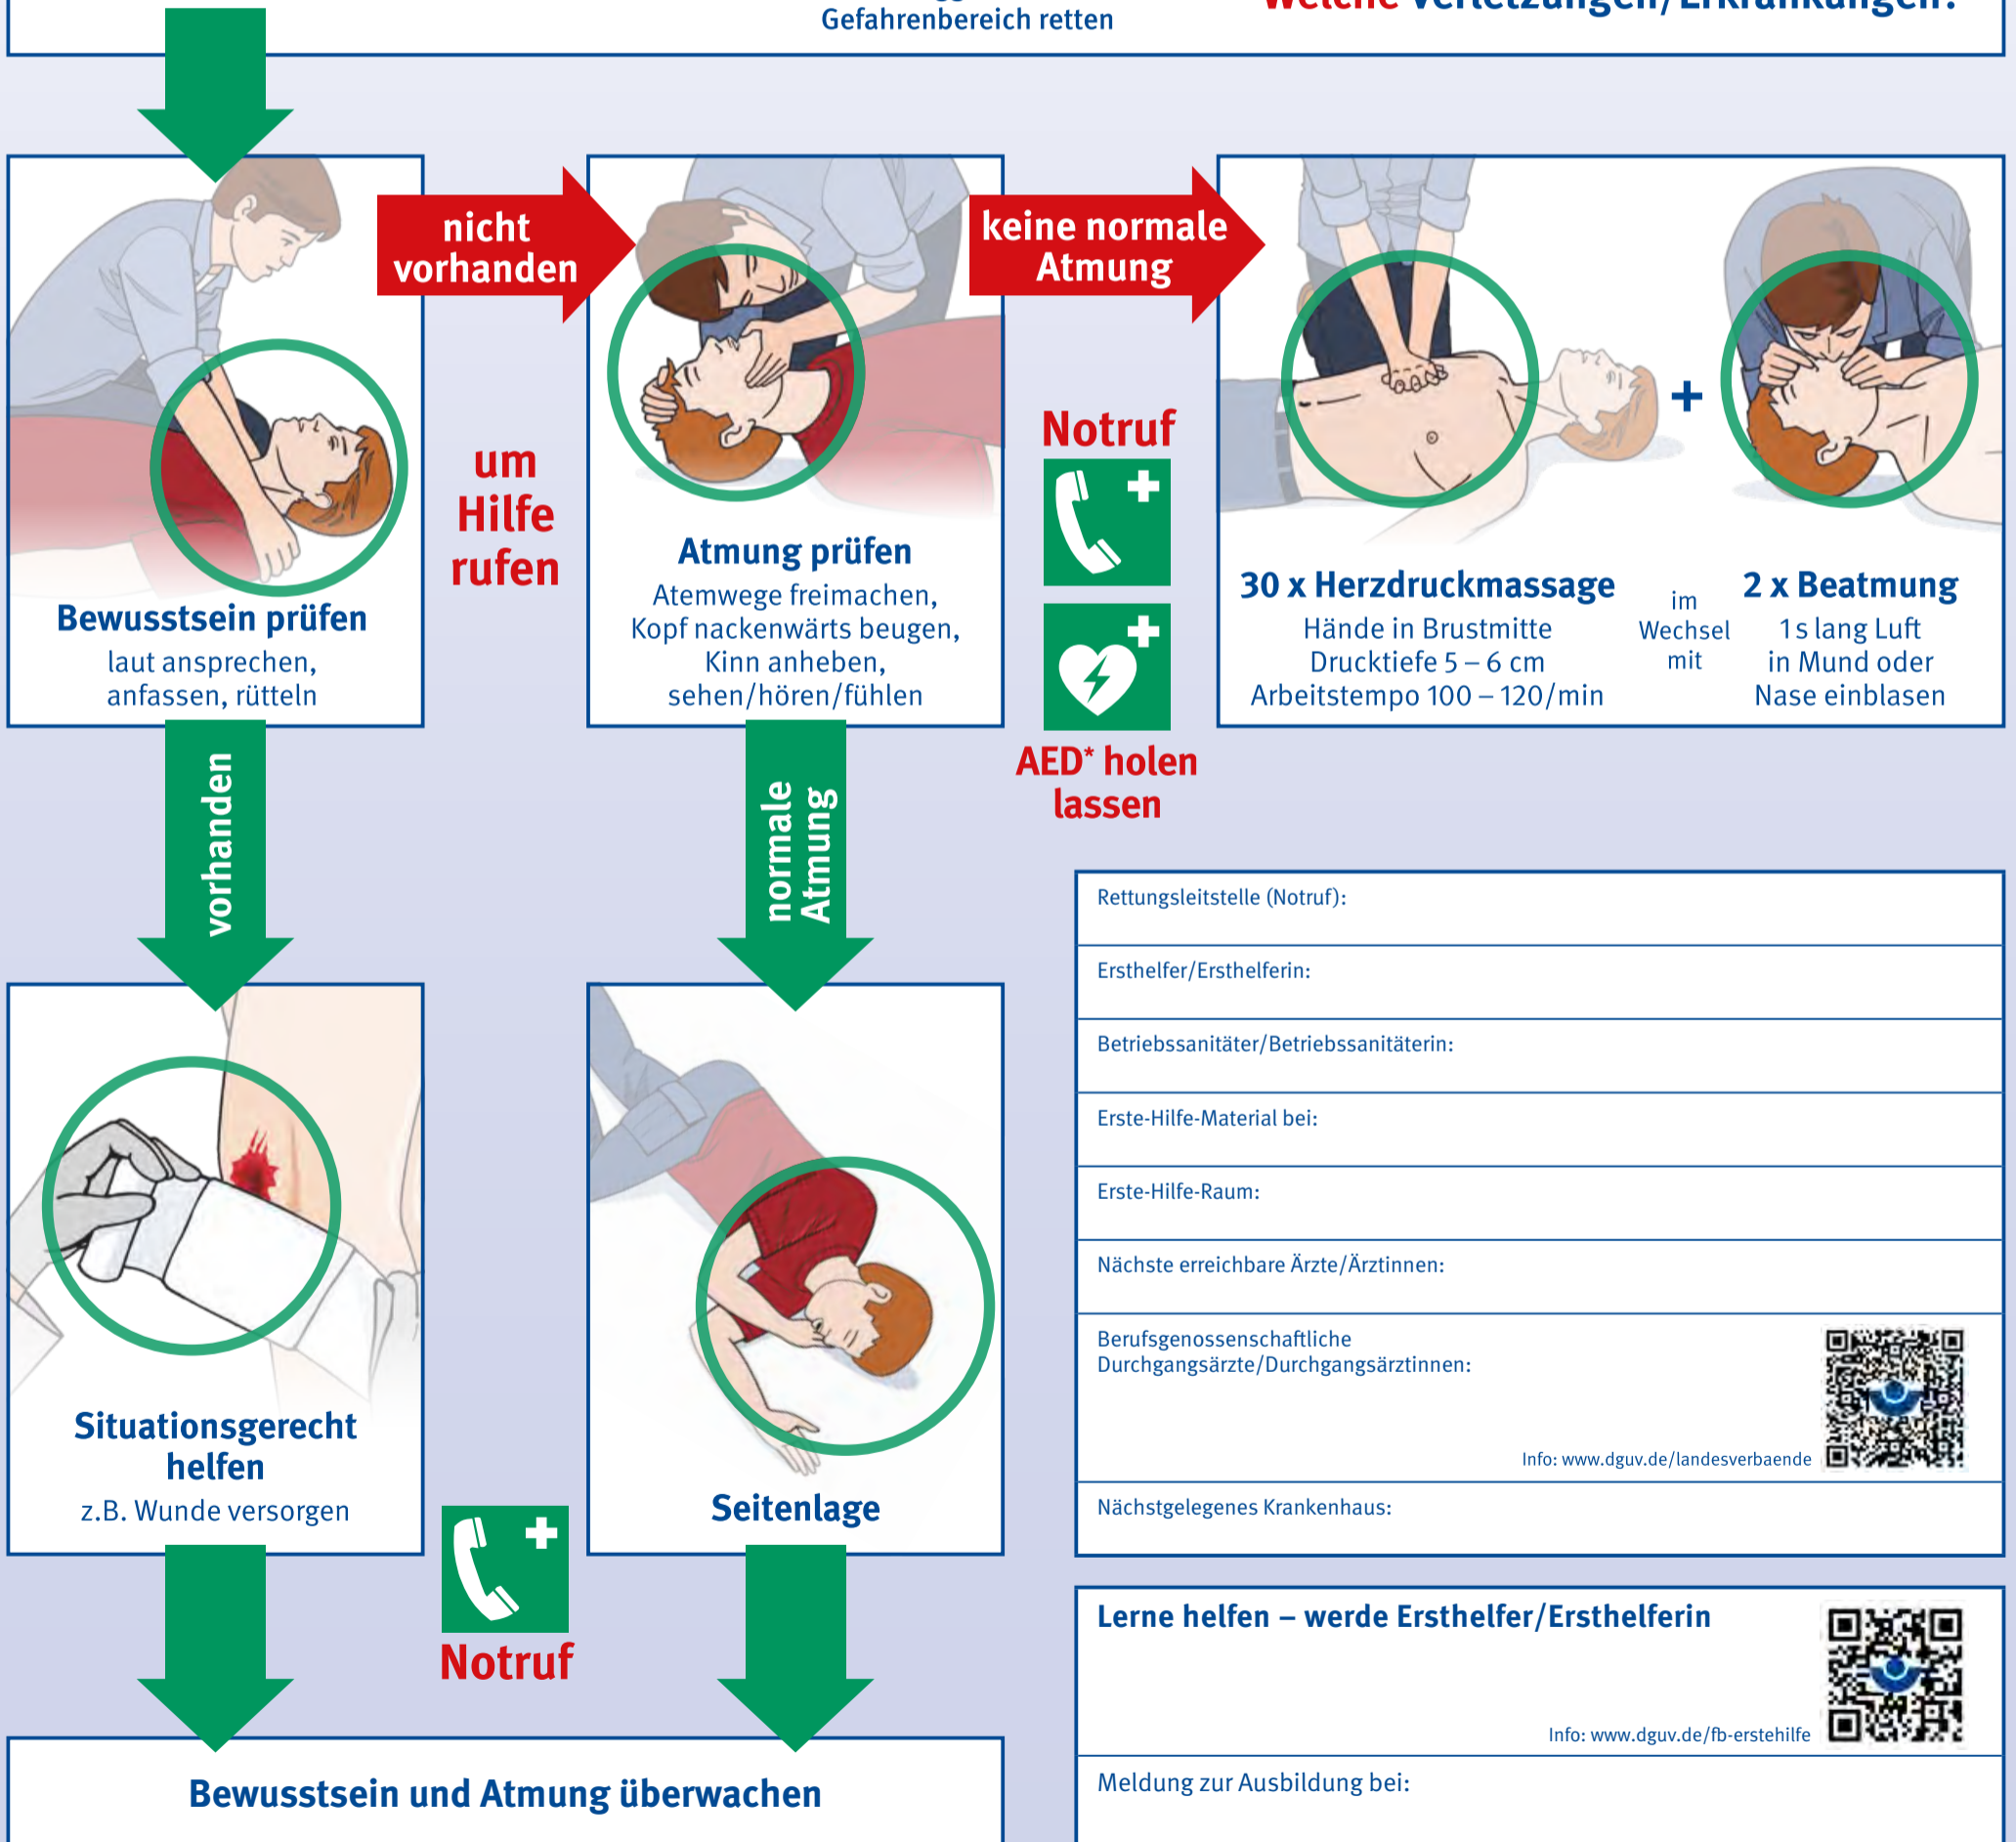 Gefahrenbereich retten
Welche Verletzungen/Erkrankungen?
nicht
vorhanden
keine normale
Atmung
um
Hilfe
rufen
Notruf
Bewusstsein prüfen
laut ansprechen,
anfassen, rütteln
Atmung prüfen
Atemwege freimachen,
Kopf nackenwärts beugen,
Kinn anheben,
sehen/hören/fühlen
+
30 x Herzdruckmassage
Hände in Brustmitte
Drucktiefe 5 – 6 cm
Arbeitstempo 100 – 120/min
im
Wechsel
mit
2 x Beatmung
1 s lang Luft
in Mund oder
Nase einblasen
AED* holen
lassen
vorhanden
normale
Atmung
Situationsgerecht
helfen
z.B. Wunde versorgen
Seitenlage
Notruf
Bewusstsein und Atmung überwachen
Rettungsleitstelle (Notruf):
Ersthelfer/Ersthelferin:
Betriebssanitäter/Betriebssanitäterin:
Erste-Hilfe-Material bei:
Erste-Hilfe-Raum:
Nächste erreichbare Ärzte/Ärztinnen:
Berufsgenossenschaftliche
Durchgangsärzte/Durchgangsärztinnen:
Info: www.dguv.de/landesverbaende
Nächstgelegenes Krankenhaus:
Lerne helfen – werde Ersthelfer/Ersthelferin
Info: www.dguv.de/fb-erstehilfe
Meldung zur Ausbildung bei: